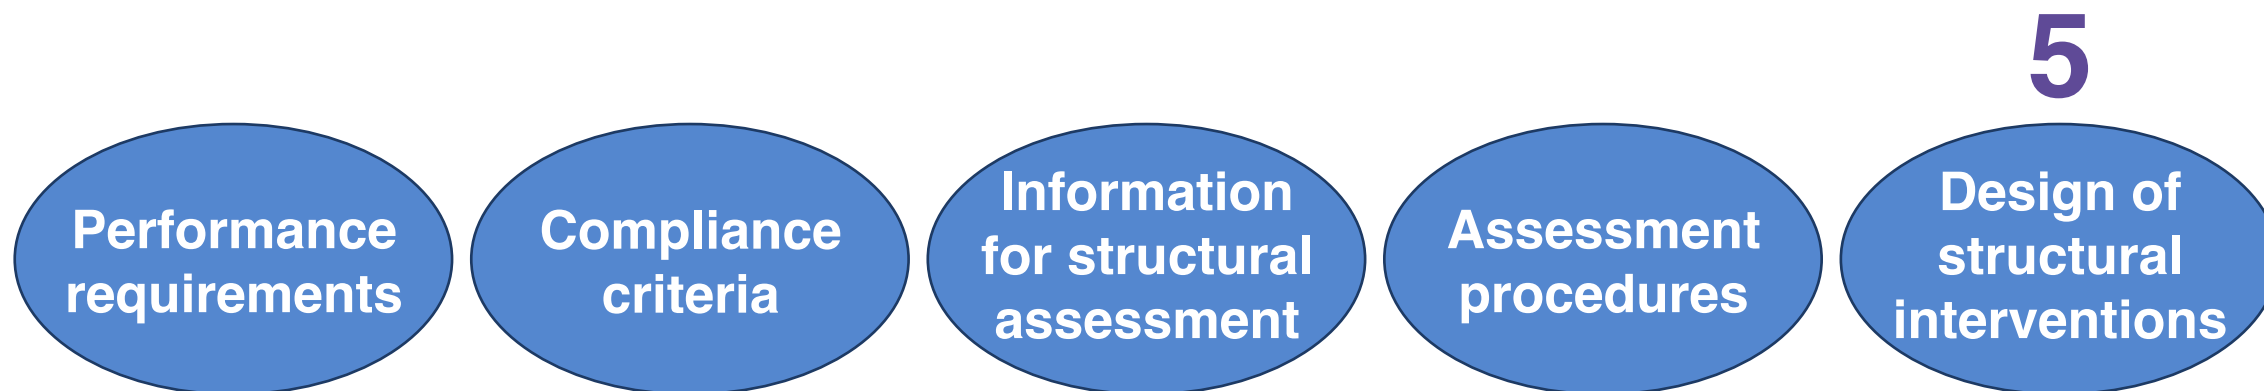 5
Performance
requirements
Compliance
criteria
Information
for structural
assessment
Assessment
procedures
Design of
structural
interventions